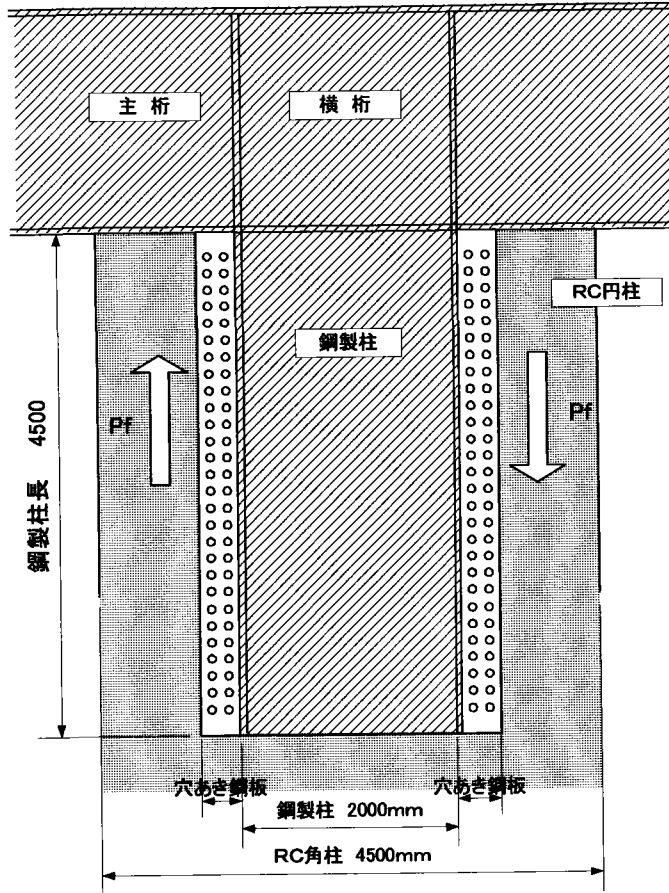 主 桁
横 桁
RC円柱
鋼製柱
Pf
Pf
鋼製柱長 4500
穴あき鋼板
穴あき鋼板
鋼製柱 2000mm
RC角柱 4500mm